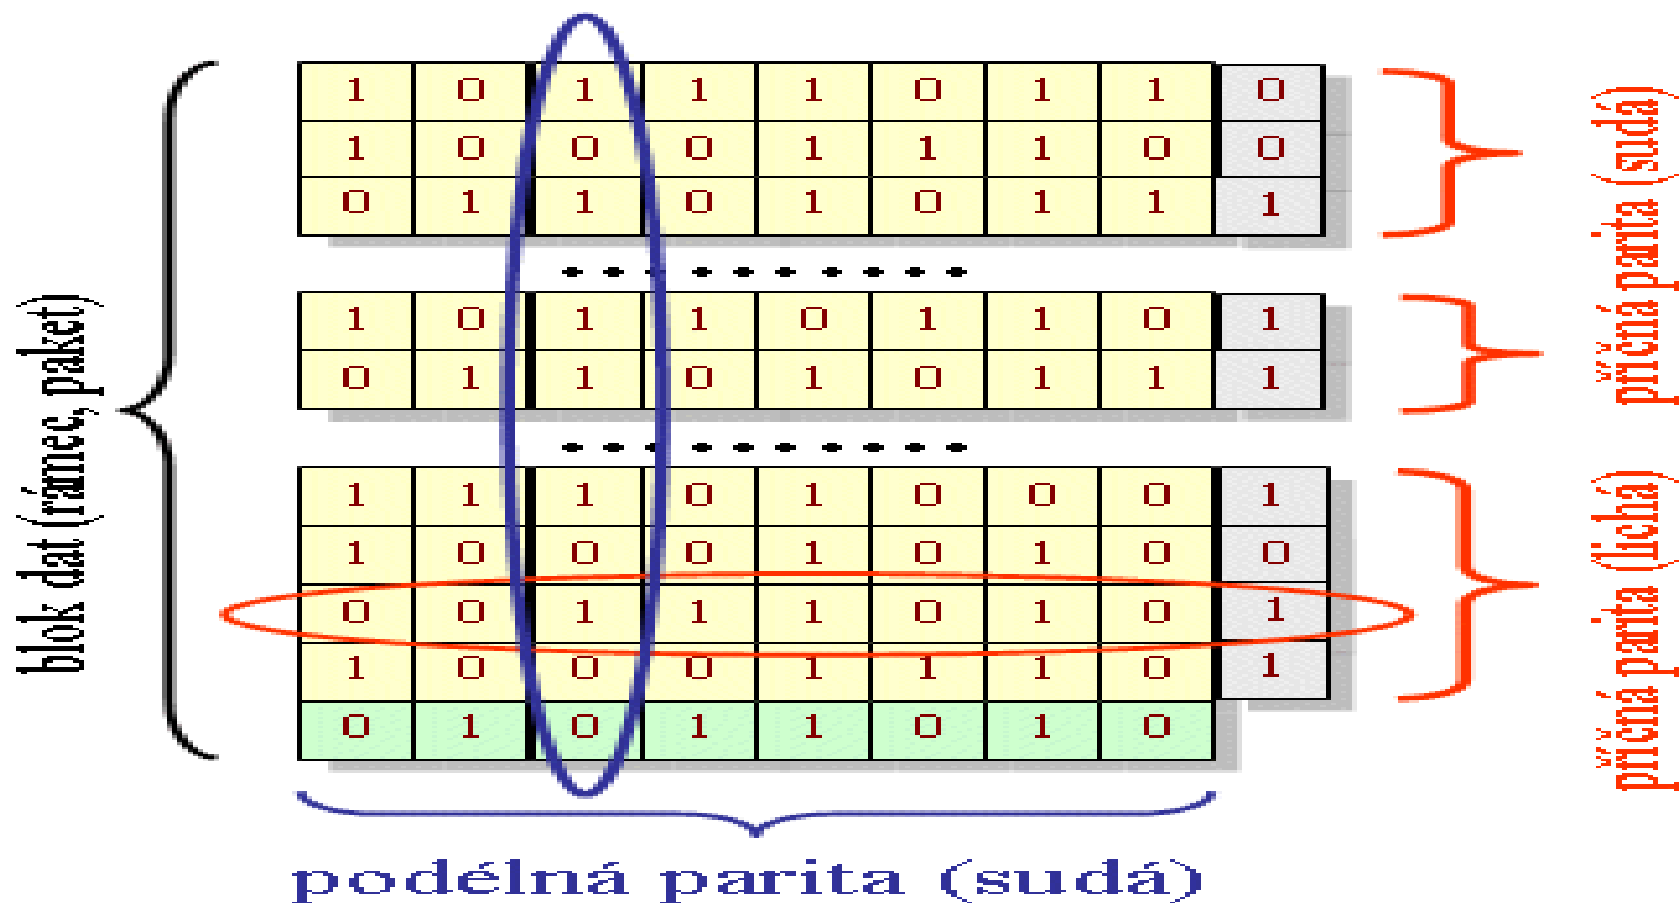 1 0 1 1 1 0 1 1 0
1 0 0 0 1 1 1 0 0
0 1 1 0 1 0 1 1 1
. . . . . . . . . .
1 0 1 1 0 1 1 0 1
0 1 1 0 1 0 1 1 1
. . . . . . . . . .
1 1 1 0 1 0 0 0 1
1 0 0 0 1 0 1 0 0
0 0 1 1 1 0 1 0 1
1 0 0 0 1 1 1 0 1
0 1 0 1 1 0 1 0
blok dat (rámec, paket)
příčná parita (sudá)
příčná parita (lichá)
podélná parita (sudá)